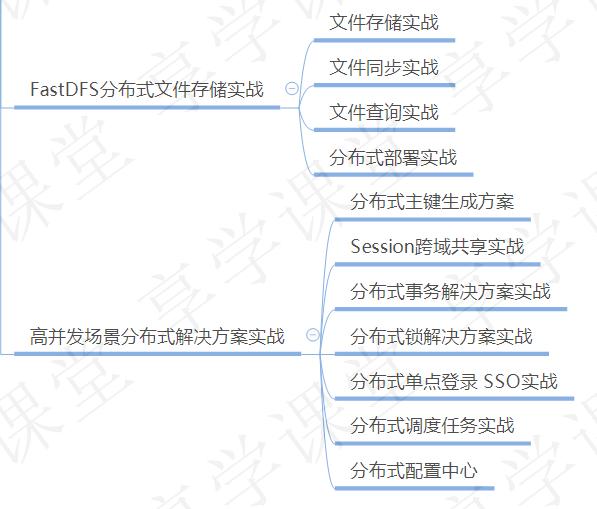 文件存储实战
文件同步实战
FastDFS分布式文件存储实战
文件查询实战
分布式部署实战
分布式主键生成方案
Session跨域共享实战
分布式事务解决方案实战
高并发场景分布式解决方案实战
分布式锁解决方案实战
分布式单点登录 SSO实战
分布式调度任务实战
分布式配置中心
享学课堂